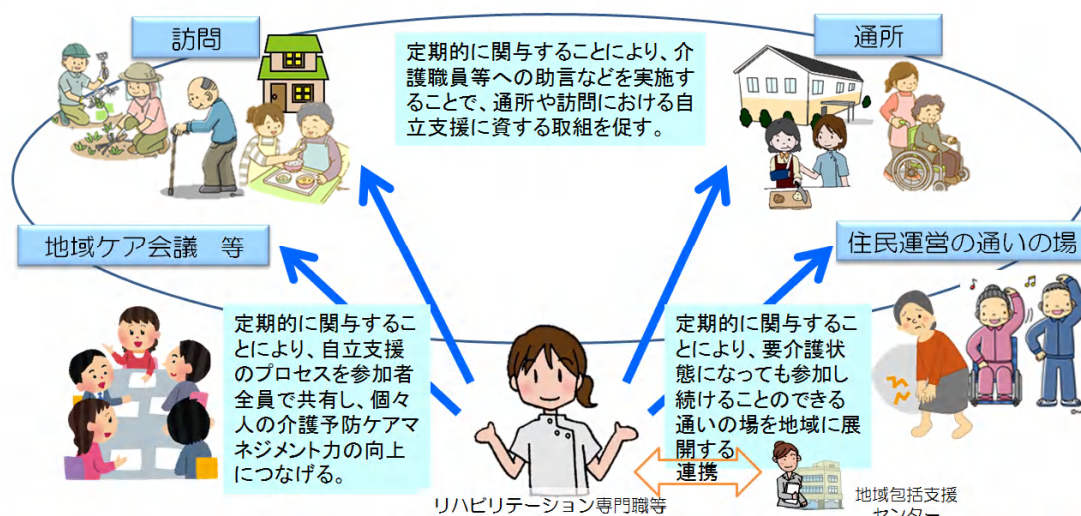 訪問
定期的に関与することにより、介
護職員等への助言などを実施す
ることで、通所や訪問における自
立支援に資する取組を促す。
通所
地域ケア会議　等
住民運営の通いの場
定期的に関与するこ
とにより、自立支援
のプロセスを参加者
全員で共有し、個々
人の介護予防ケアマ
ネジメント力の向上
につなげる。
定期的に関与するこ
とにより、要介護状
態になっても参加し
続けることのできる
通いの場を地域に展
開する
連携
リハビリテーション専門職等
地域包括支援
センター